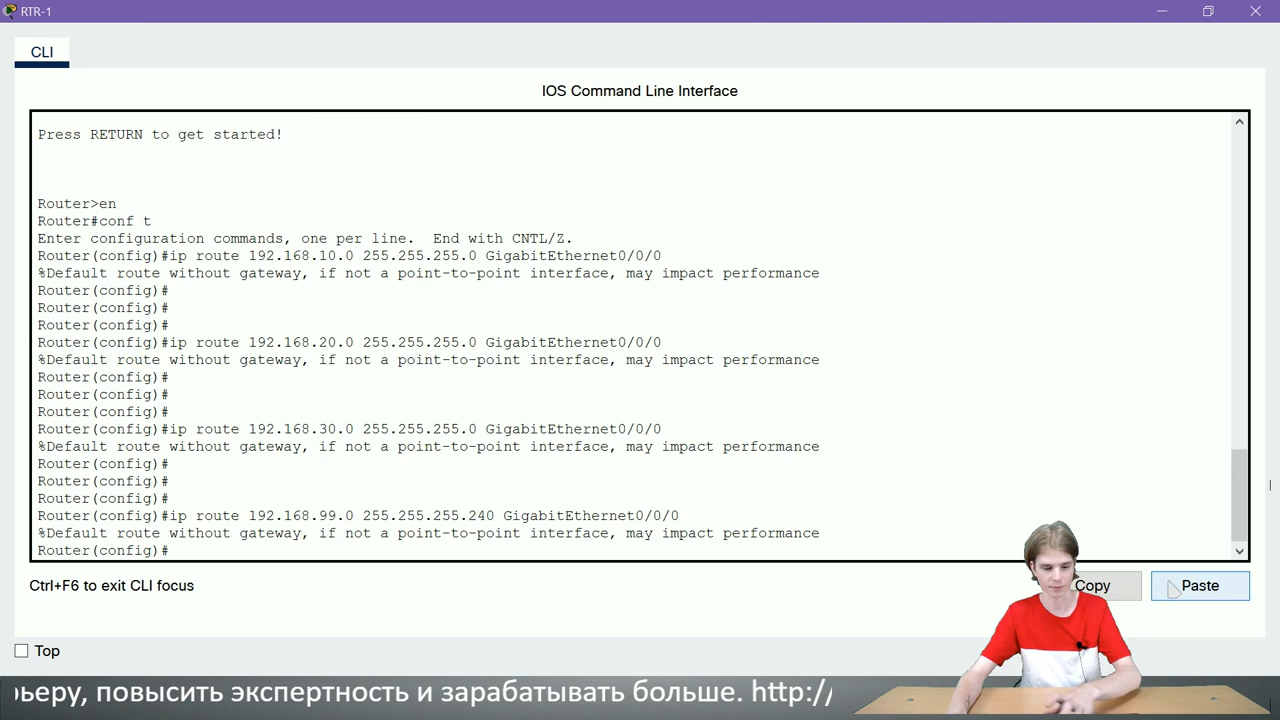 RTR-1
CLI
IOS Command Line Interface
Press RETURN to get started!
Router>en
Router#conf t
Enter configuration commands, one per line.  End with CNTL/Z.
Router(config)#ip route 192.168.10.0 255.255.255.0 GigabitEthernet0/0/0
%Default route without gateway, if not a point-to-point interface, may impact performance
Router(config)#
Router(config)#
Router(config)#
Router(config)#ip route 192.168.20.0 255.255.255.0 GigabitEthernet0/0/0
%Default route without gateway, if not a point-to-point interface, may impact performance
Router(config)#
Router(config)#
Router(config)#
Router(config)#ip route 192.168.30.0 255.255.255.0 GigabitEthernet0/0/0
%Default route without gateway, if not a point-to-point interface, may impact performance
Router(config)#
Router(config)#
Router(config)#
Router(config)#ip route 192.168.99.0 255.255.255.240 GigabitEthernet0/0/0
%Default route without gateway, if not a point-to-point interface, may impact performance
Router(config)#
Ctrl+F6 to exit CLI focus
Copy
Paste
Top
ьеру, повысить экспертность и зарабатывать больше. http://